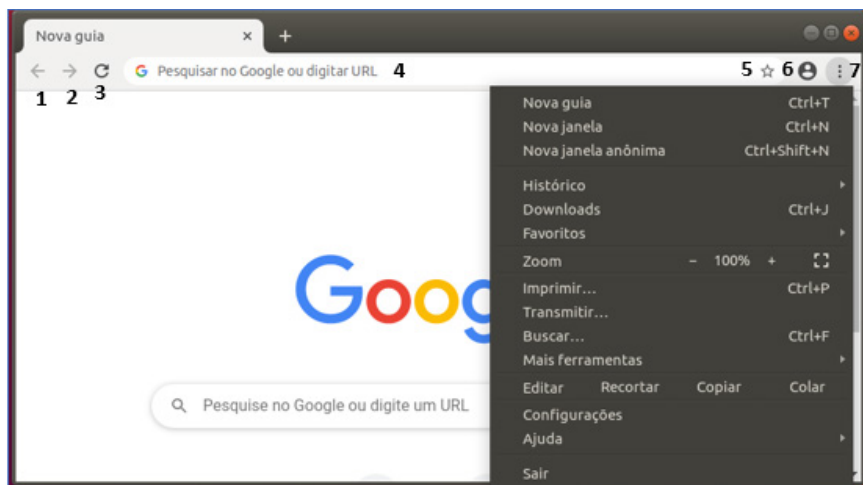 Nova guia × +
← → C G Pesquisar no Google ou digitar URL 4 5 6 7
1 2 3
Nova guia Ctrl+T
Nova janela Ctrl+N
Nova janela anônima Ctrl+Shift+N
Histórico
Downloads Ctrl+J
Favoritos
Zoom - 100% +
Imprimir... Ctrl+P
Transmitir...
Buscar... Ctrl+F
Mais ferramentas
Editar Recortar Copiar Colar
Configurações
Ajuda
Sair
Goog
Pesquise no Google ou digite um URL